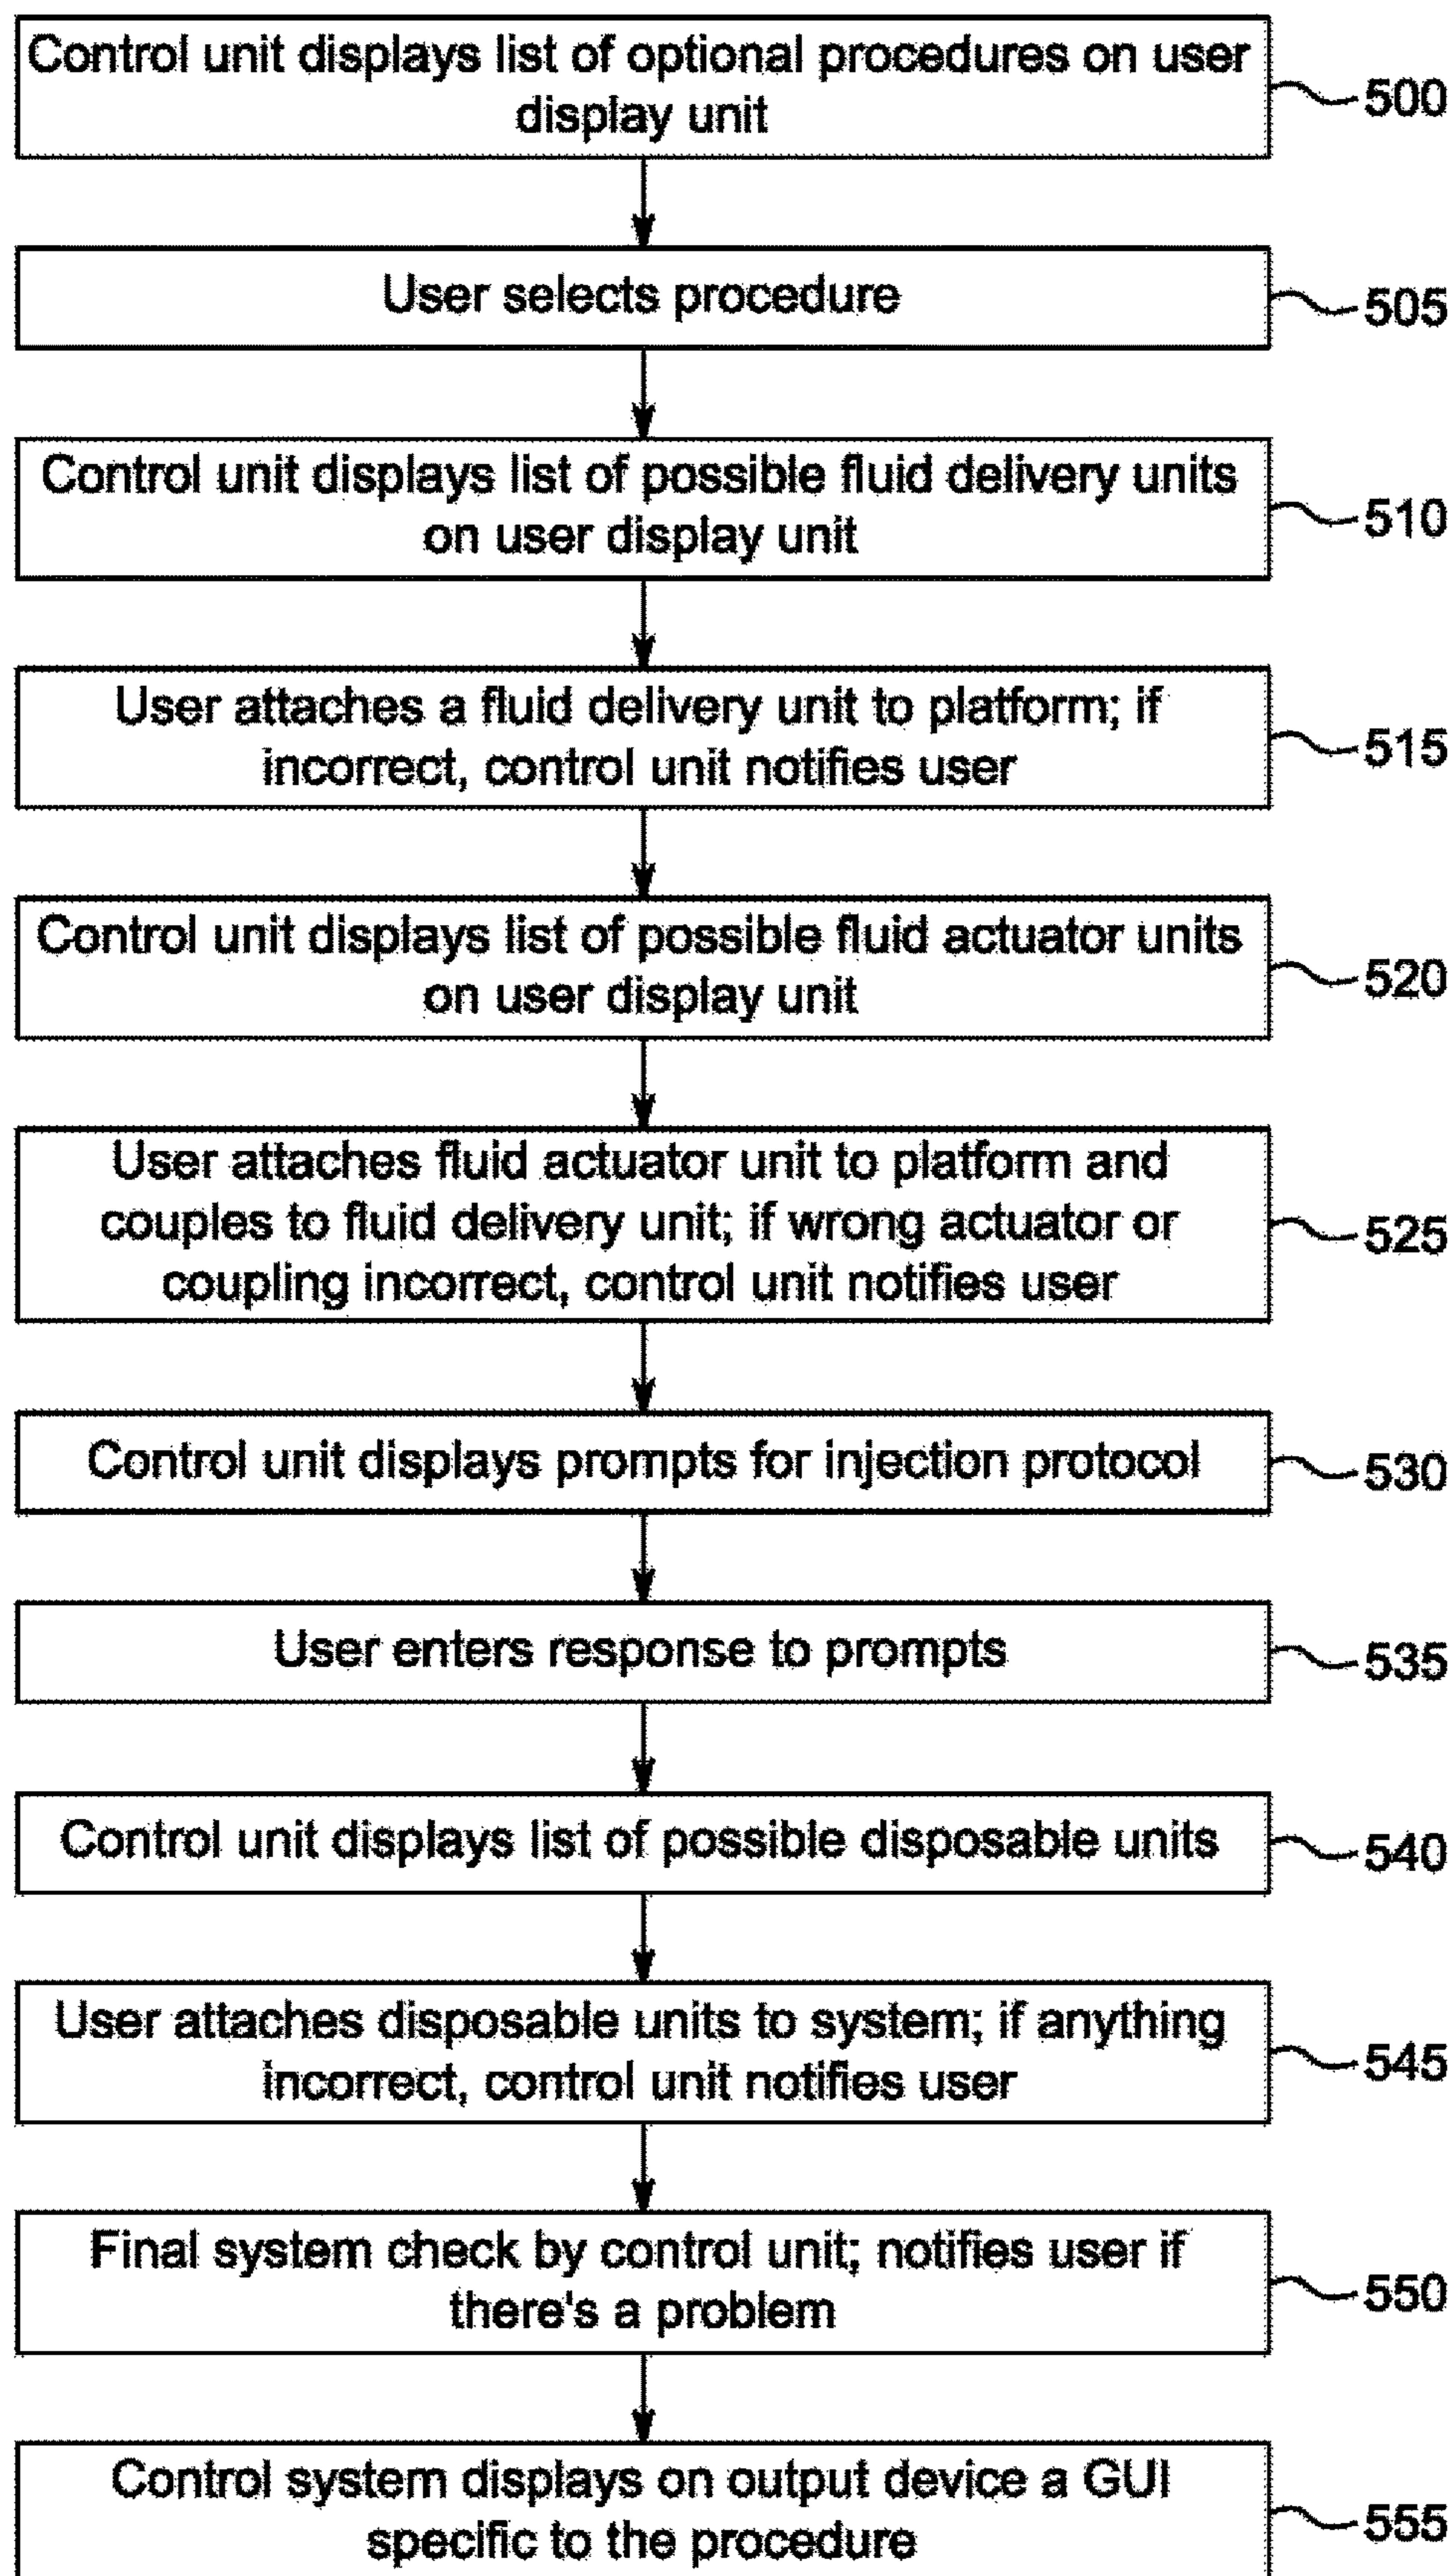 Control unit displays list of optional procedures on user
display unit
500
User selects procedure
505
Control unit displays list of possible fluid delivery units
on user display unit
510
User attaches a fluid delivery unit to platform; if
incorrect, control unit notifies user
515
Control unit displays list of possible fluid actuator units
on user display unit
520
User attaches fluid actuator unit to platform and
couples to fluid delivery unit; if wrong actuator or
coupling incorrect, control unit notifies user
525
Control unit displays prompts for injection protocol
530
User enters response to prompts
535
Control unit displays list of possible disposable units
540
User attaches disposable units to system; if anything
incorrect, control unit notifies user
545
Final system check by control unit; notifies user if
there's a problem
550
Control system displays on output device a GUI
specific to the procedure
555